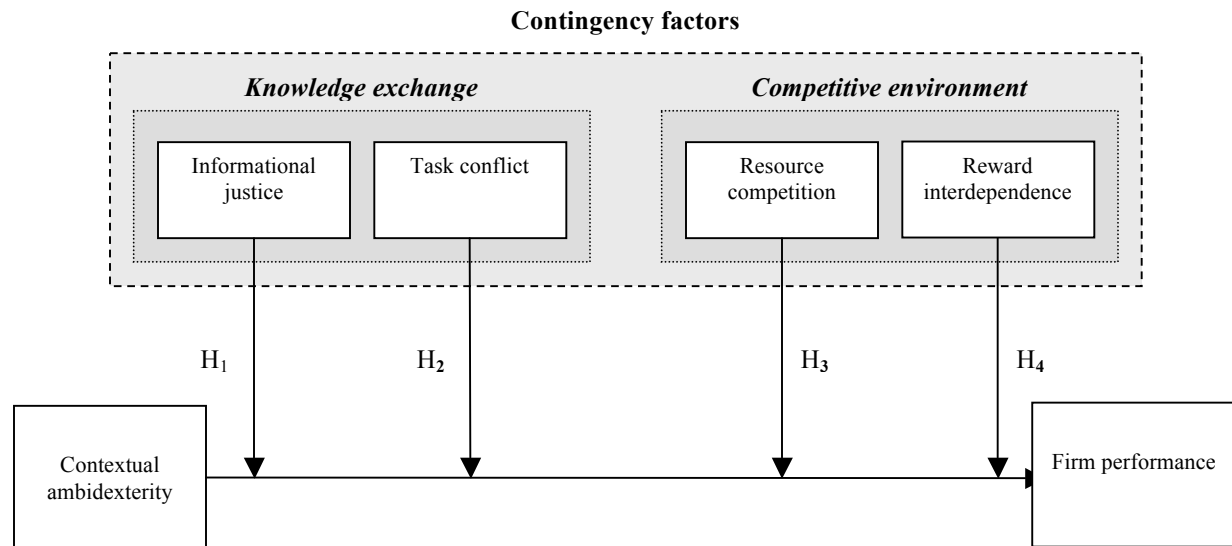 Contingency factors
Knowledge exchange
Competitive environment
Informational
justice
Task conflict
Resource
competition
Reward
interdependence
H1
H2
H3
H4
Contextual
ambidexterity
Firm performance